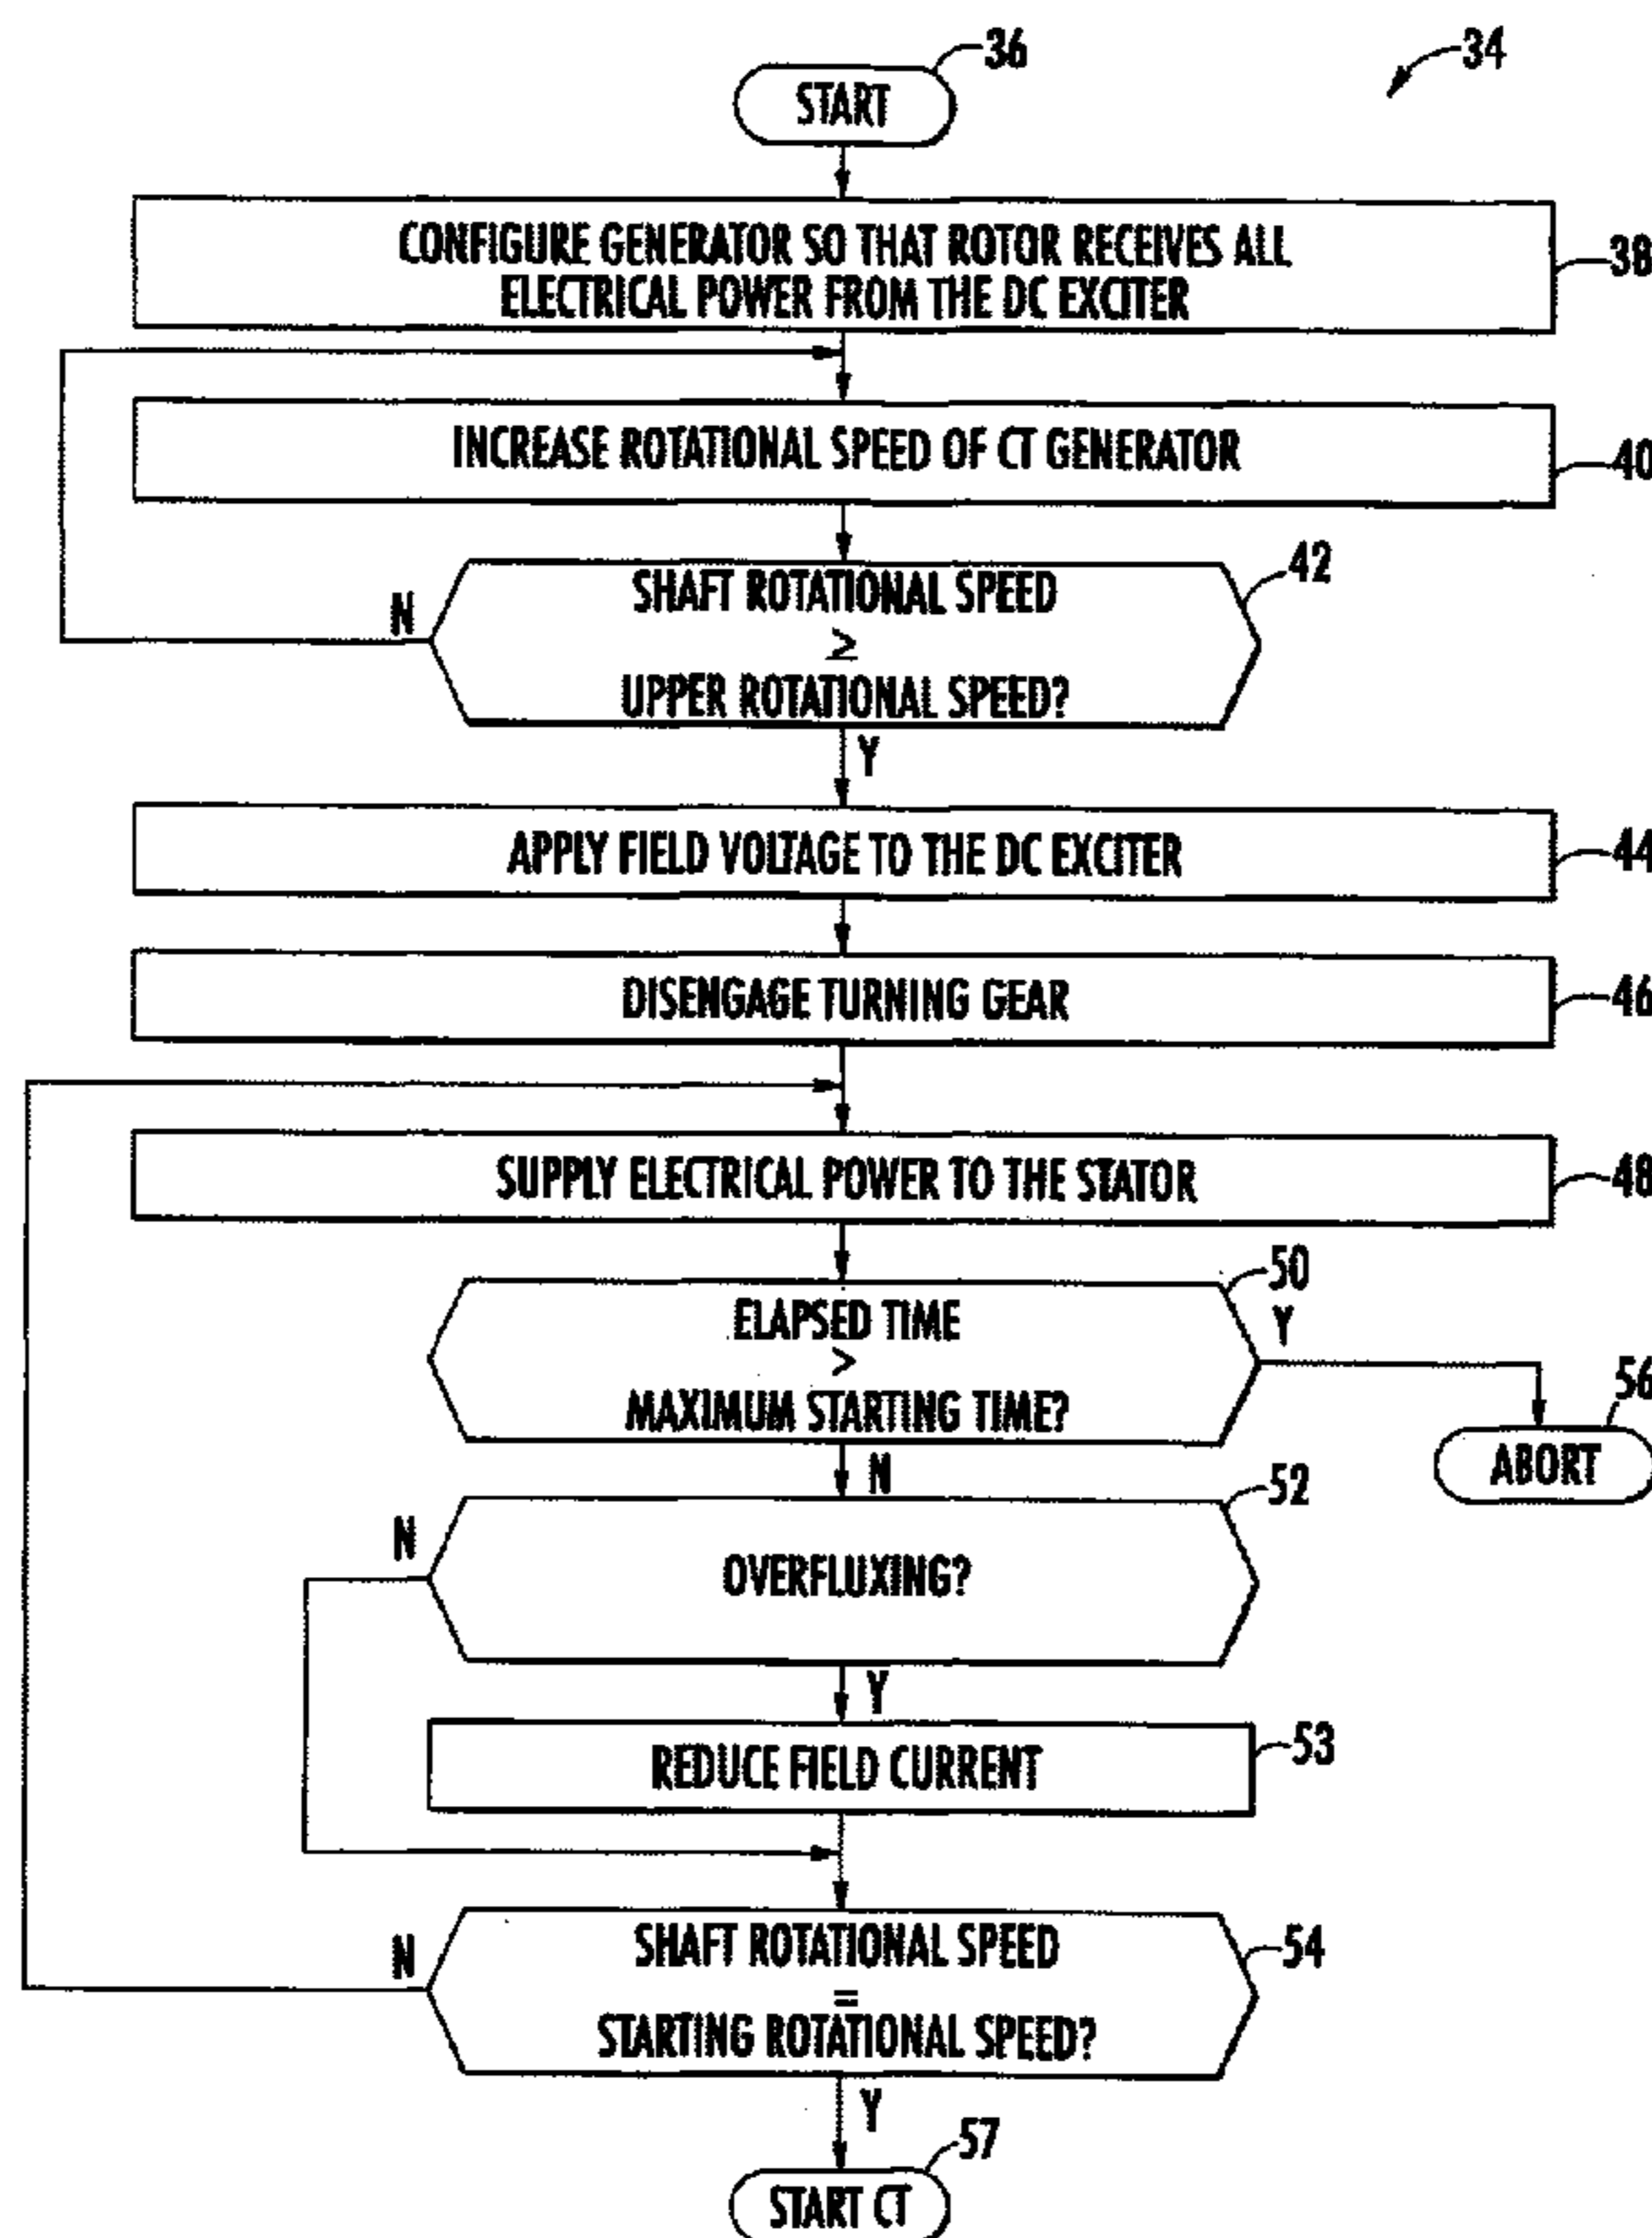 36
34
START
CONFIGURE GENERATOR SO THAT ROTOR RECEIVES ALL
ELECTRICAL POWER FROM THE DC EXCITER
38
INCREASE ROTATIONAL SPEED OF CT GENERATOR
40
42
SHAFT ROTATIONAL SPEED
≥
UPPER ROTATIONAL SPEED?
N
Y
APPLY FIELD VOLTAGE TO THE DC EXCITER
44
DISENGAGE TURNING GEAR
46
SUPPLY ELECTRICAL POWER TO THE STATOR
48
50
ELAPSED TIME
>
MAXIMUM STARTING TIME?
Y
56
ABORT
N
52
N
OVERFLUXING?
Y
REDUCE FIELD CURRENT
53
N
SHAFT ROTATIONAL SPEED
=
STARTING ROTATIONAL SPEED?
54
Y
57
START CT